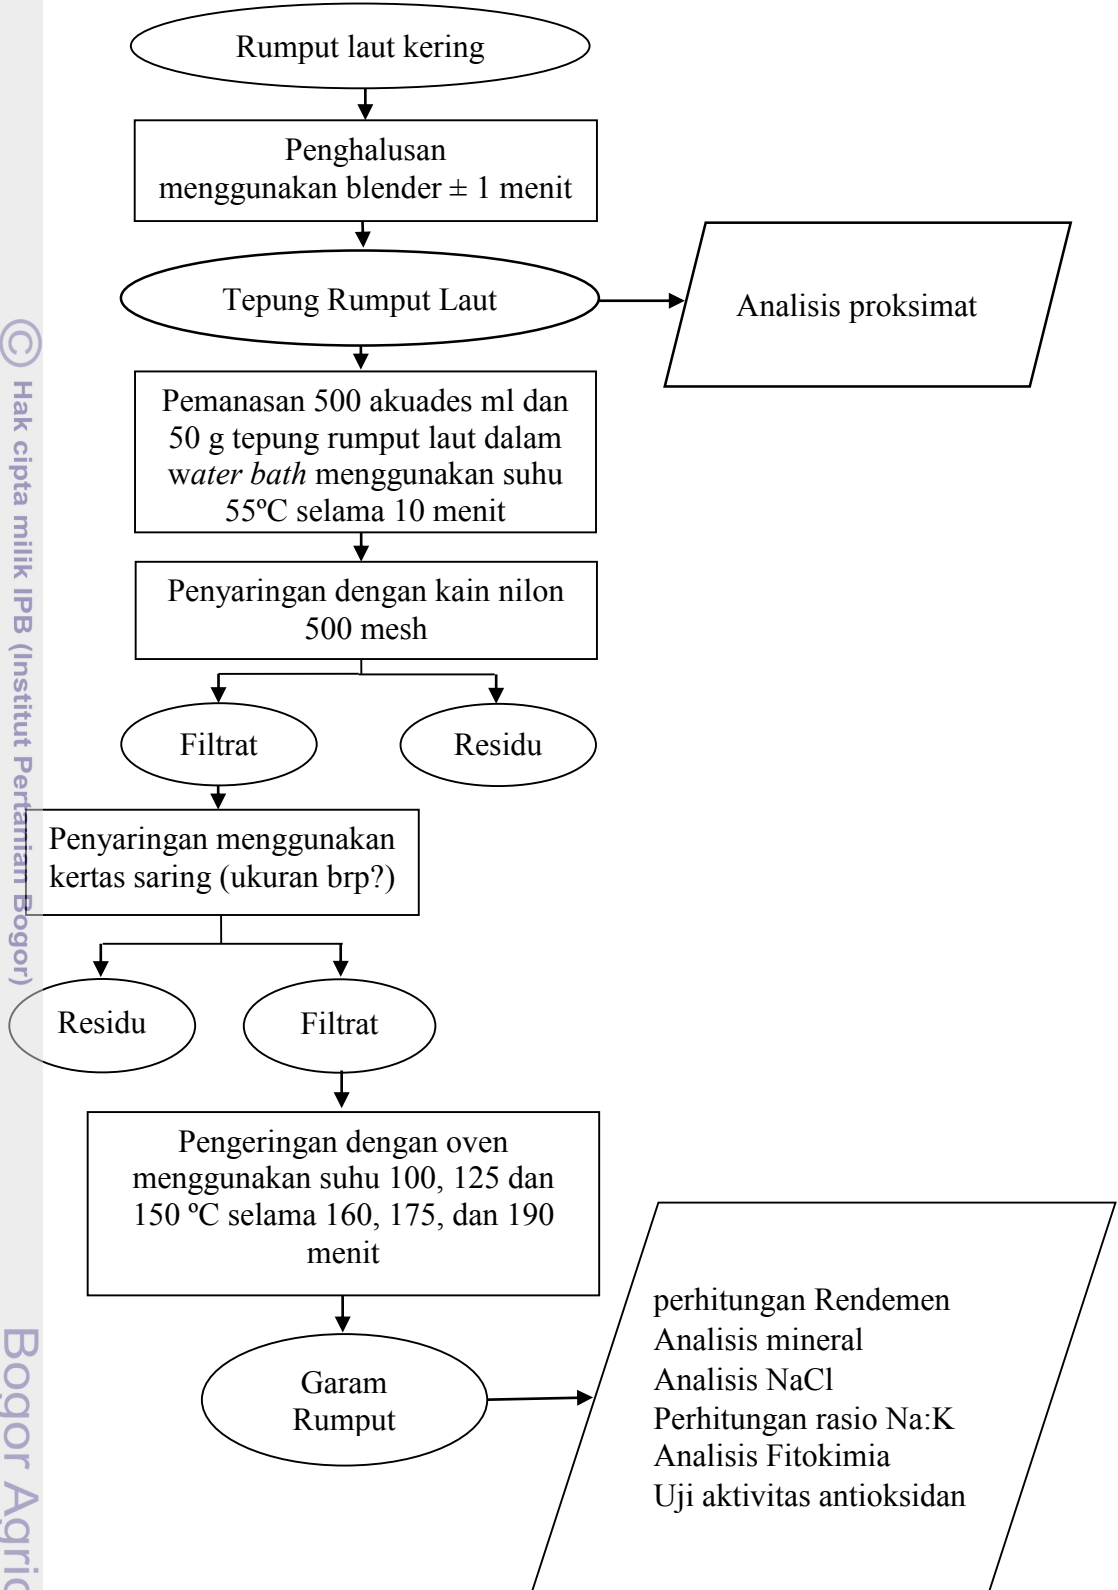 Rumput laut kering
Penghalusan
menggunakan blender ± 1 menit
Tepung Rumput Laut
Analisis proksimat
Pemanasan 500 akuades ml dan
50 g tepung rumput laut dalam
water bath menggunakan suhu
55ºC selama 10 menit
Penyaringan dengan kain nilon
500 mesh
Filtrat
Residu
Penyaringan menggunakan
kertas saring (ukuran brp?)
Residu
Filtrat
Pengeringan dengan oven
menggunakan suhu 100, 125 dan
150 ºC selama 160, 175, dan 190
menit
Garam
Rumput
perhitungan Rendemen
Analisis mineral
Analisis NaCl
Perhitungan rasio Na:K
Analisis Fitokimia
Uji aktivitas antioksidan
© Hak cipta milik IPB (Institut Pertanian Bogor)
Bogor Agric